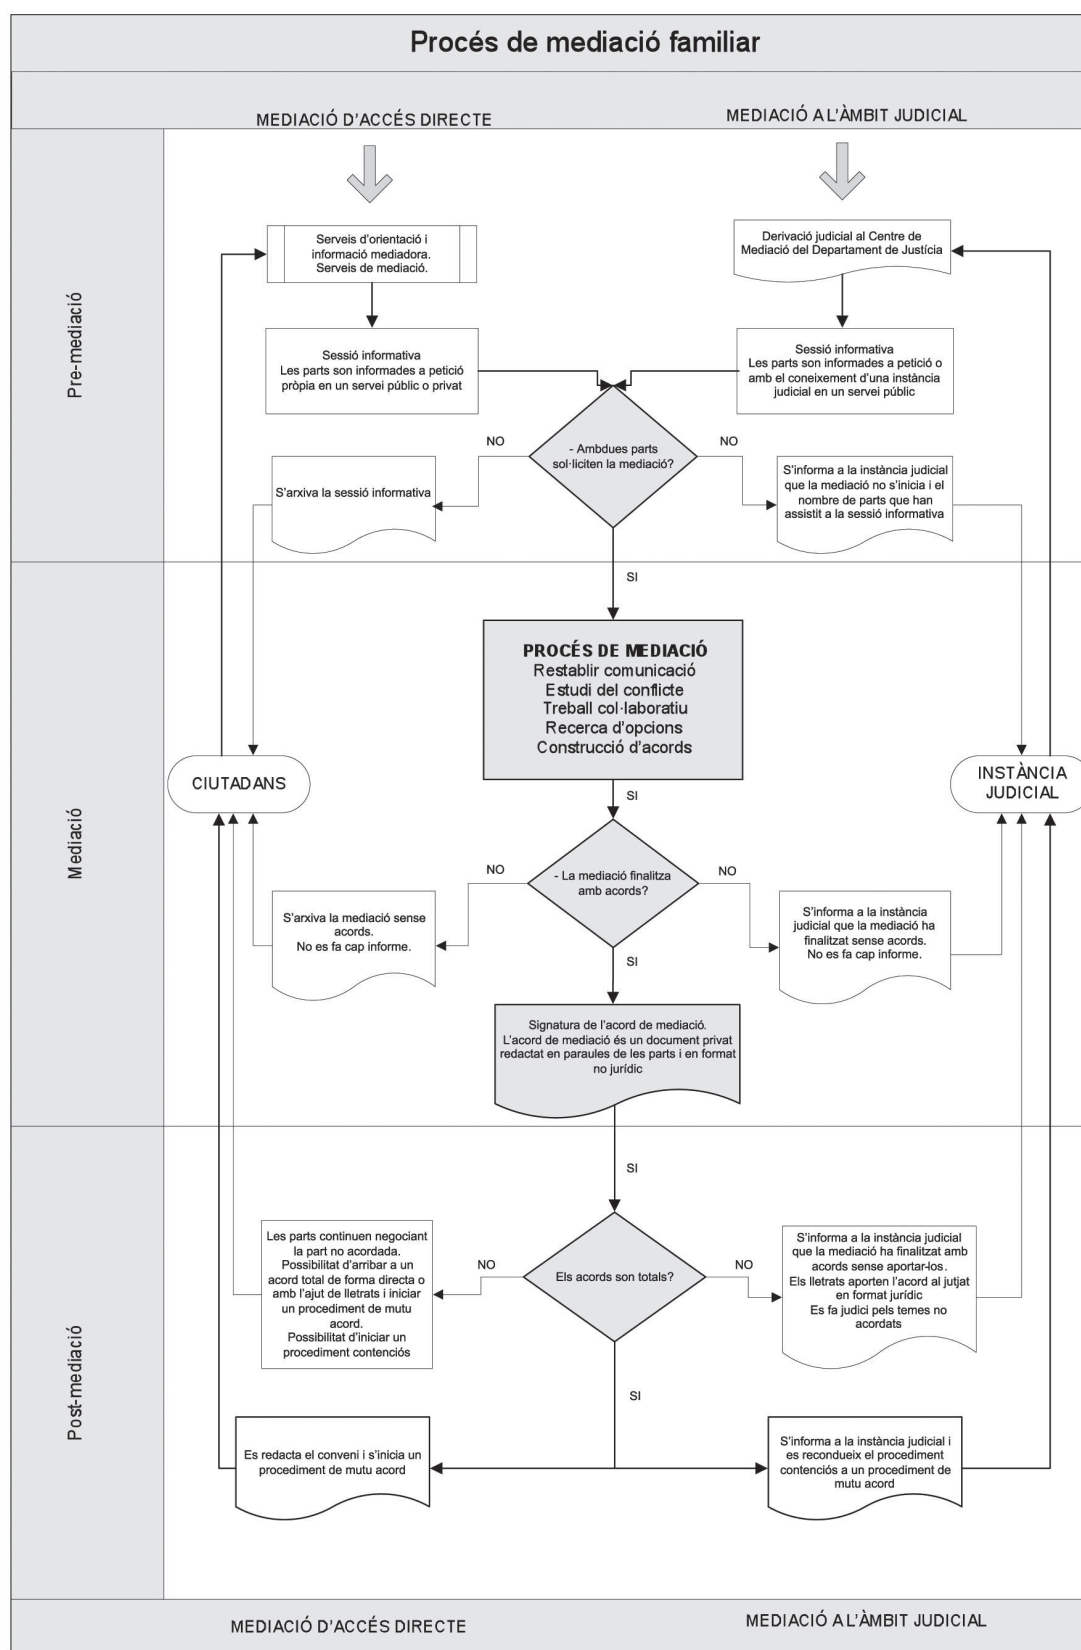 Procés de mediació familiar
MEDIACIÓ D'ACCÉS DIRECTE
MEDIACIÓ A L'ÀMBIT JUDICIAL
Pre-mediació
Serveis d'orientació i
informació mediadora.
Serveis de mediació.
Derivació judicial al Centre de
Mediació del Departament de Justícia
Sessió informativa
Les parts son informades a petició
pròpia en un servei públic o privat
Sessió informativa
Les parts son informades a petició o
amb el coneixement d'una instància
judicial en un servei públic
- Ambdues parts
sol·liciten la mediació?
NO
NO
S'arxiva la sessió informativa
S'informa a la instància judicial
que la mediació no s'inicia i el
nombre de parts que han
assistit a la sessió informativa
SI
Mediació
PROCÉS DE MEDIACIÓ
Restablir comunicació
Estudi del conflicte
Treball col·laboratiu
Recerca d'opcions
Construcció d'acords
CIUTADANS
INSTÀNCIA
JUDICIAL
SI
- La mediació finalitza
amb acords?
NO
NO
S'arxiva la mediació sense
acords.
No es fa cap informe.
S'informa a la instància
judicial que la mediació ha
finalitzat sense acords.
No es fa cap informe.
SI
Signatura de l'acord de mediació.
L'acord de mediació és un document privat
redactat en paraules de les parts i en format
no jurídic
Post-mediació
SI
Les parts continuen negociant
la part no acordada.
Possibilitat d'arribar a un
acord total de forma directa o
amb l'ajut de lletrats i iniciar
un procediment de mutu
acord.
Possibilitat d'iniciar un
procediment contenciós
NO
Els acords son totals?
NO
S'informa a la instància judicial
que la mediació ha finalitzat amb
acords sense aportar-los.
Els lletrats aporten l'acord al jutjat
en format jurídic
Es fa judici pels temes no
acordats
SI
Es redacta el conveni i s'inicia un
procediment de mutu acord
S'informa a la instància judicial i
es recondueix el procediment
contenciós a un procediment de
mutu acord
MEDIACIÓ D'ACCÉS DIRECTE
MEDIACIÓ A L'ÀMBIT JUDICIAL